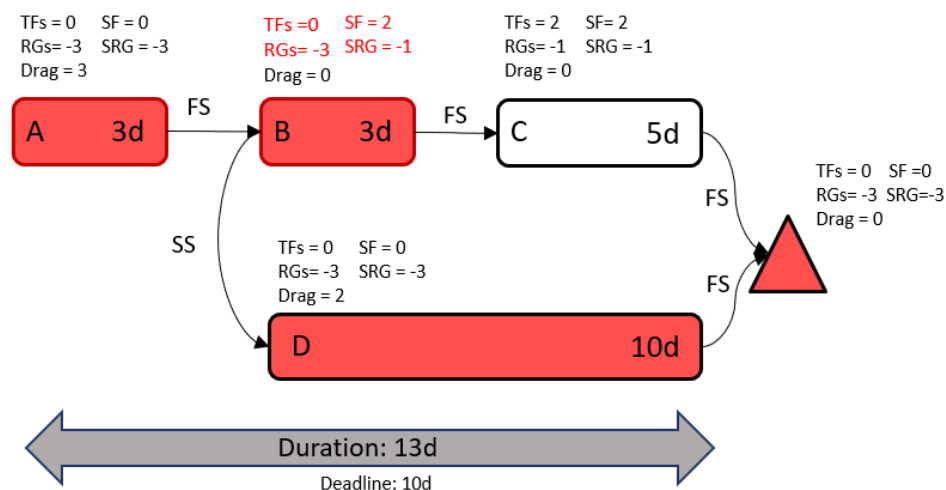 TFs = 0 SF = 0
RGs= -3 SRG = -3
Drag = 3
TFs =0 SF = 2
RGs= -3 SRG = -1
Drag = 0
TFs = 2 SF= 2
RGs= -1 SRG = -1
Drag = 0
A 3d
FS
B 3d
FS
C 5d
TFs = 0 SF =0
RGs= -3 SRG=-3
Drag = 0
FS
SS
TFs = 0 SF = 0
RGs= -3 SRG = -3
Drag = 2
FS
D 10d
Duration: 13d
Deadline: 10d